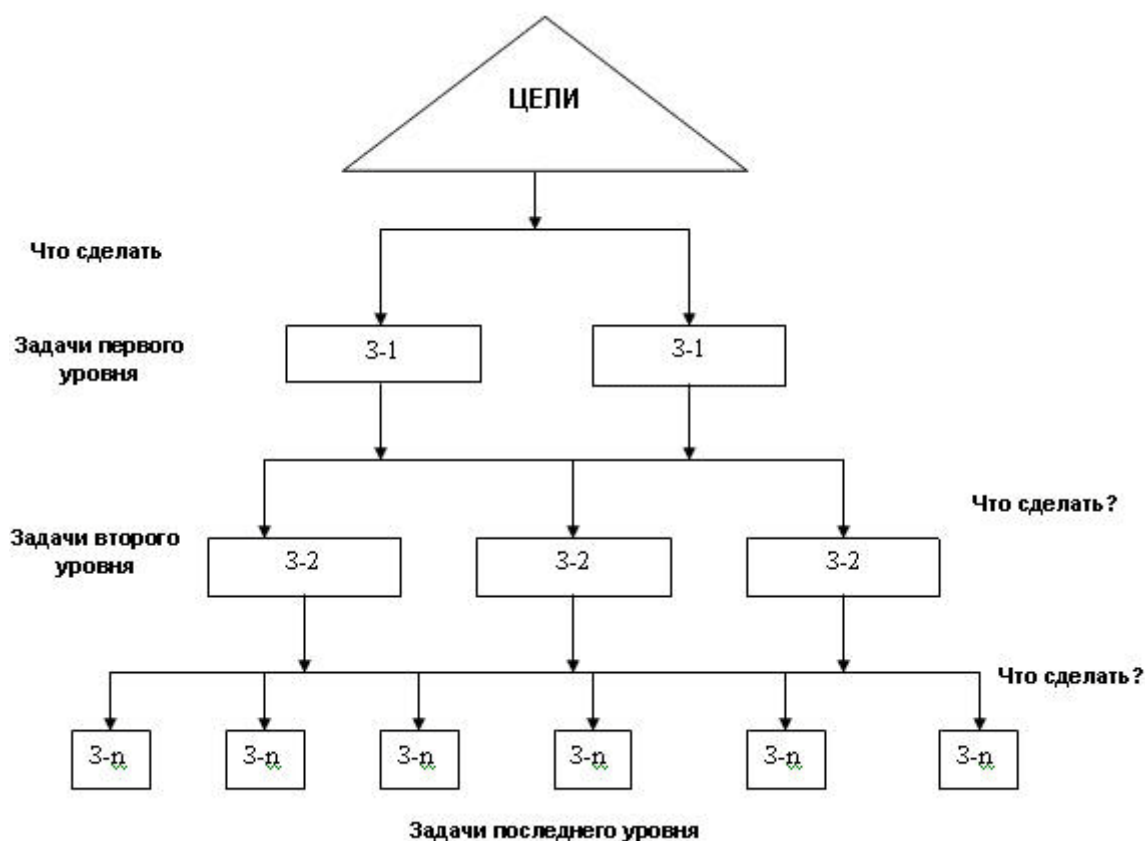 ЦЕЛИ
Что сделать
Задачи первого
уровня
З-1
З-1
Что сделать?
Задачи второго
уровня
З-2
З-2
З-2
Что сделать?
З-n
З-n
З-n
З-n
З-n
З-n
Задачи последнего уровня